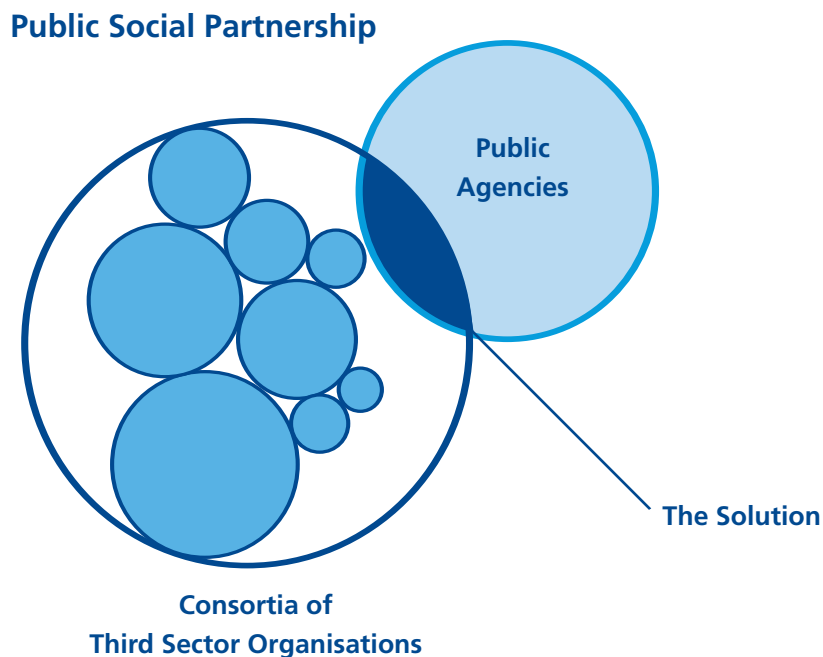 Public Social Partnership
Public
Agencies
The Solution
Consortia of
Third Sector Organisations